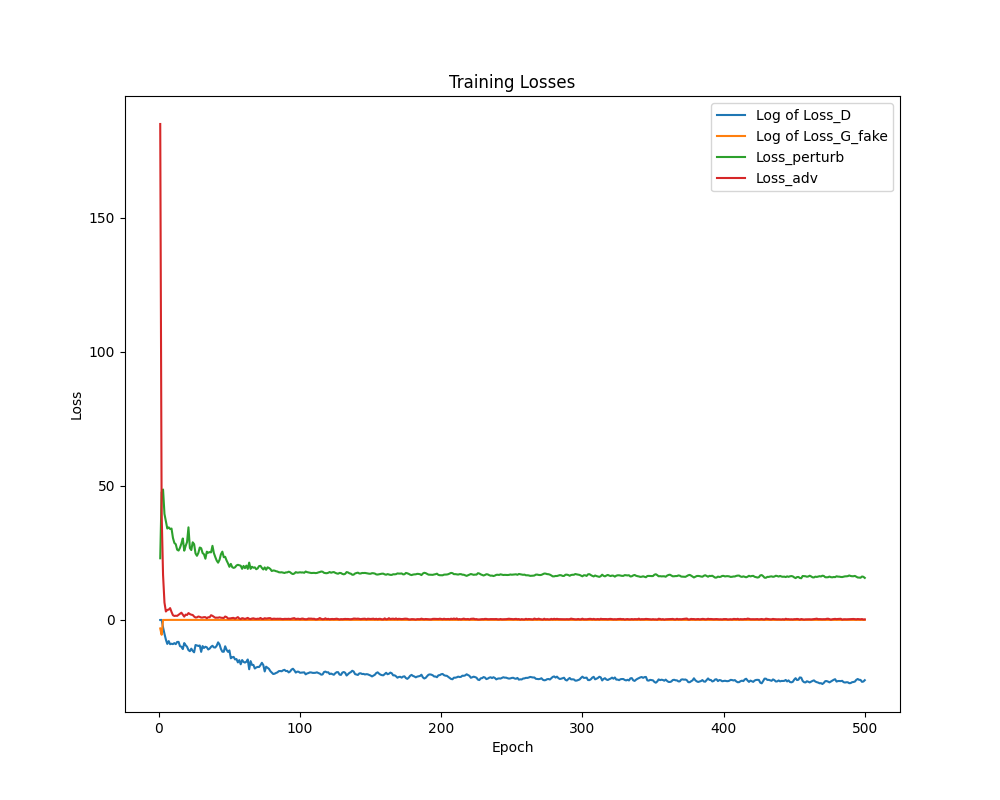 Training Losses
Log of Loss_D
Log of Loss_G_fake
Loss_perturb
Loss_adv
Loss
150
100
50
0
0 100 200 300 400 500
Epoch